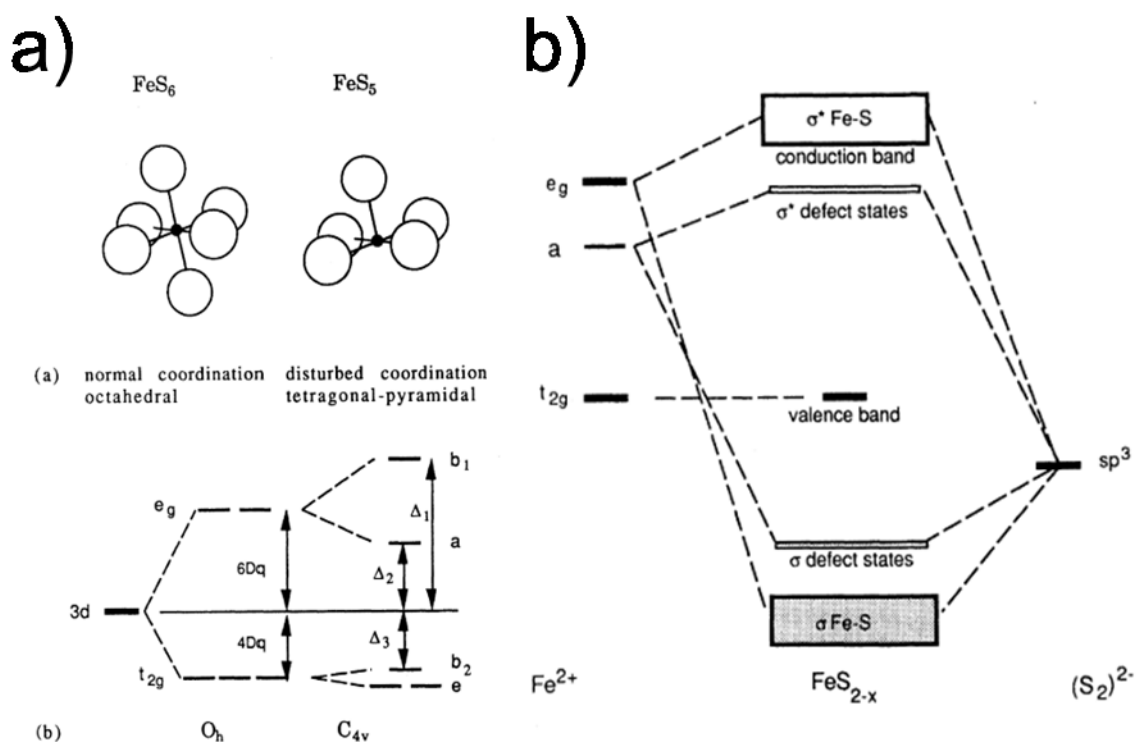 a)
FeS6
FeS5
(a) normal coordination octahedral
disturbed coordination tetragonal-pyramidal
b1
eg
Δ1
a
6Dq
Δ2
3d
4Dq
Δ3
t2g
b2
e
(b)
Oh
C4v
b)
σ* Fe-S
conduction band
eg
σ* defect states
a
t2g
valence band
sp3
σ defect states
σ Fe-S
Fe2+
FeS2-x
(S2)2-